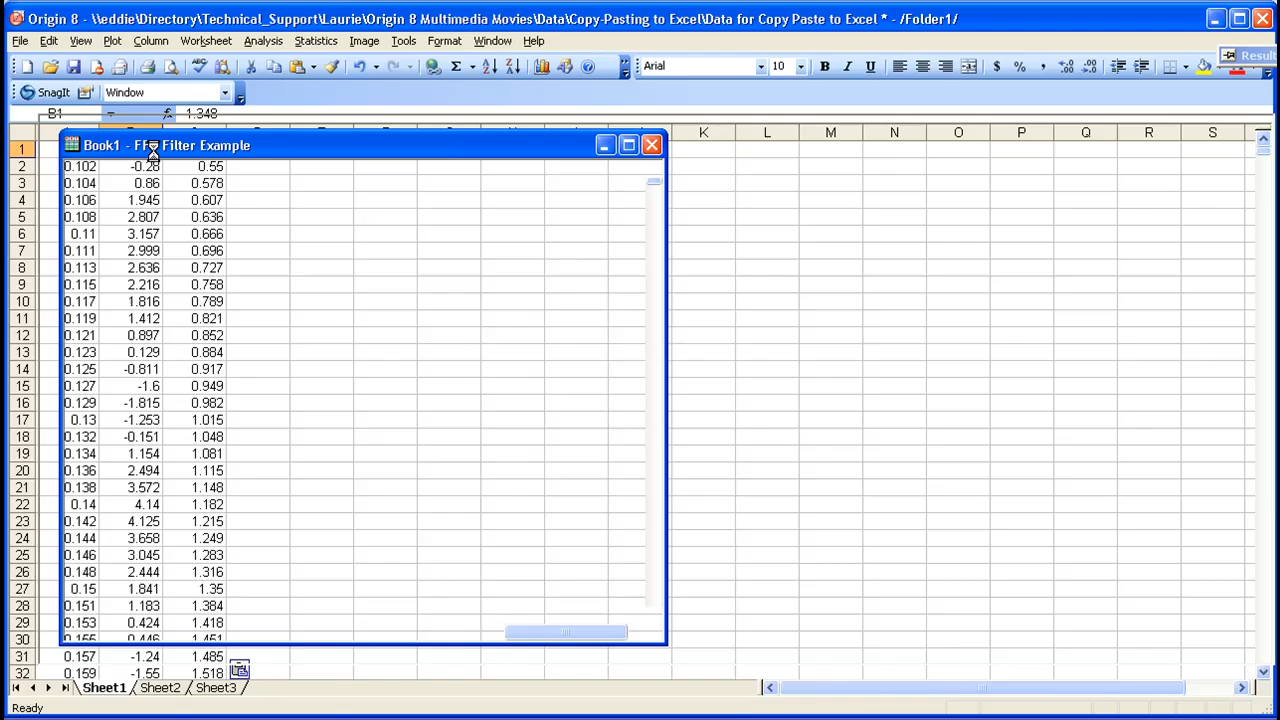 Origin 8 - \\eddie\Directory\Technical_Support\Laurie\Origin 8 Multimedia Movies\Data\Copy-Pasting to Excel\Data for Copy Paste to Excel * - /Folder1/
File Edit View Plot Column Worksheet Analysis Statistics Image Tools Format Window Help
Arial 10 B I U $ %
SnagIt Window
B1 = fx 1.348
K L M N O P Q R S
1 Book1 - FFT Filter Example
2 0.102 -0.28 0.55
3 0.104 0.86 0.578
4 0.106 1.945 0.607
5 0.108 2.807 0.636
6 0.11 3.157 0.666
7 0.111 2.999 0.696
8 0.113 2.636 0.727
9 0.115 2.216 0.758
10 0.117 1.816 0.789
11 0.119 1.412 0.821
12 0.121 0.897 0.852
13 0.123 0.129 0.884
14 0.125 -0.811 0.917
15 0.127 -1.6 0.949
16 0.129 -1.815 0.982
17 0.13 -1.253 1.015
18 0.132 -0.151 1.048
19 0.134 1.154 1.081
20 0.136 2.494 1.115
21 0.138 3.572 1.148
22 0.14 4.14 1.182
23 0.142 4.125 1.215
24 0.144 3.658 1.249
25 0.146 3.045 1.283
26 0.148 2.444 1.316
27 0.15 1.841 1.35
28 0.151 1.183 1.384
29 0.153 0.424 1.418
30 0.155 1.451
31 0.157 -1.24 1.485
32 0.159 -1.55 1.518
Sheet1 Sheet2 Sheet3
Ready